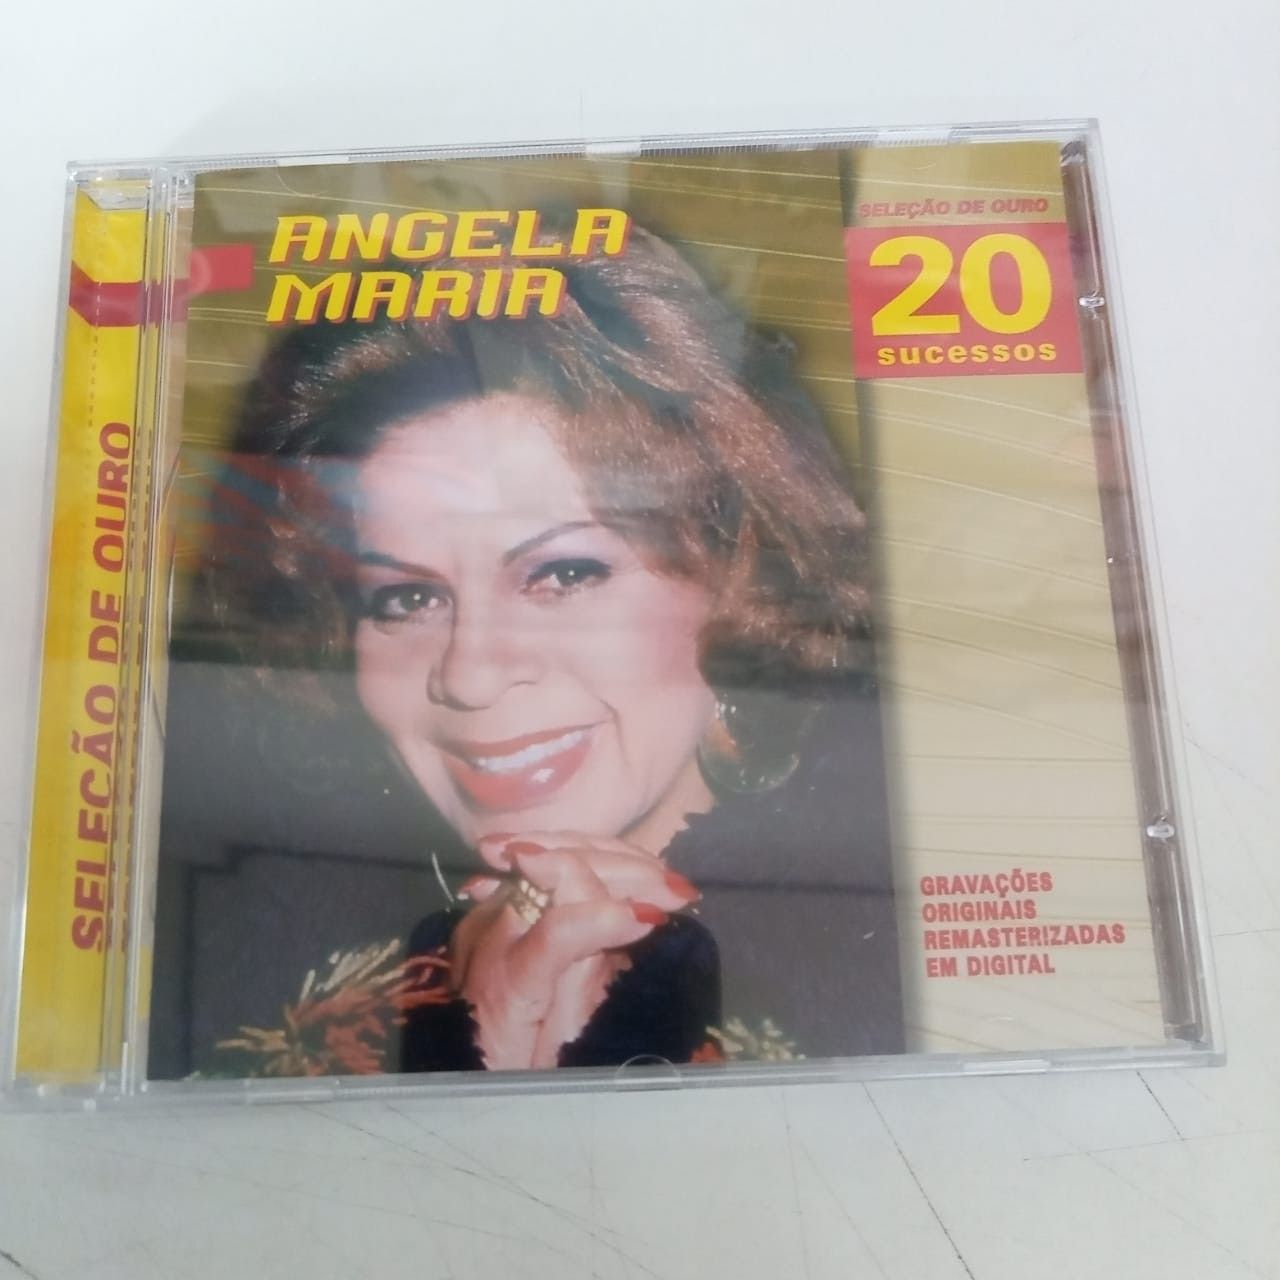 SELEÇÃO DE OURO
ANGELA
MARIA
SELEÇÃO DE OURO
20
sucessos
GRAVAÇÕES
ORIGINAIS
REMASTERIZADAS
EM DIGITAL